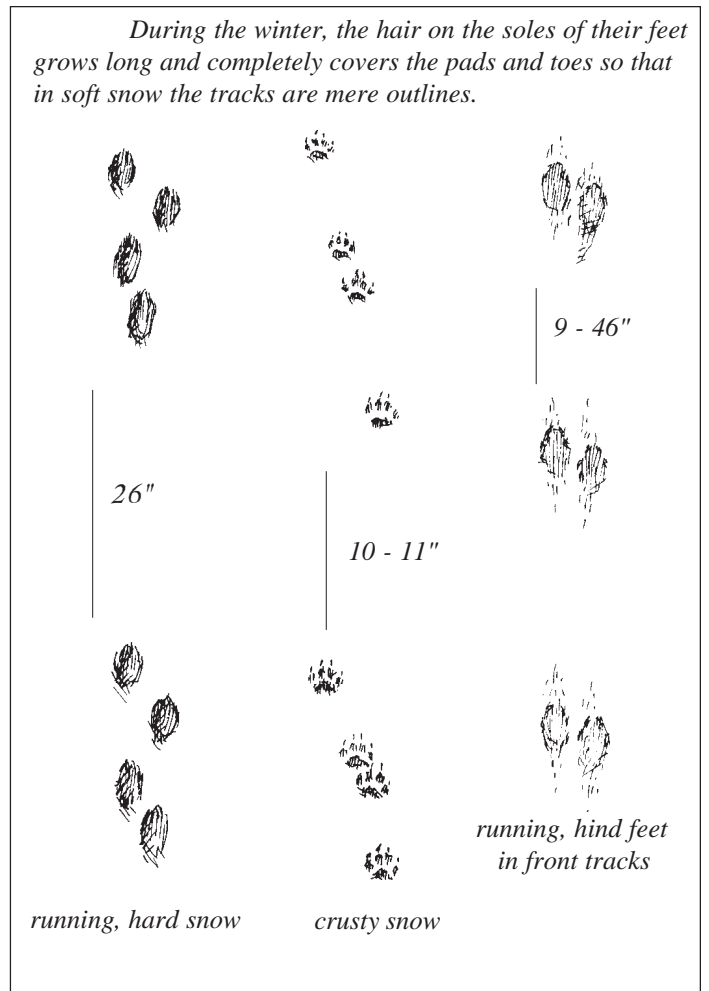 During the winter, the hair on the soles of their feet
grows long and completely covers the pads and toes so that
in soft snow the tracks are mere outlines.
9 - 46"
26"
10 - 11"
running, hind feet
in front tracks
running, hard snow
crusty snow